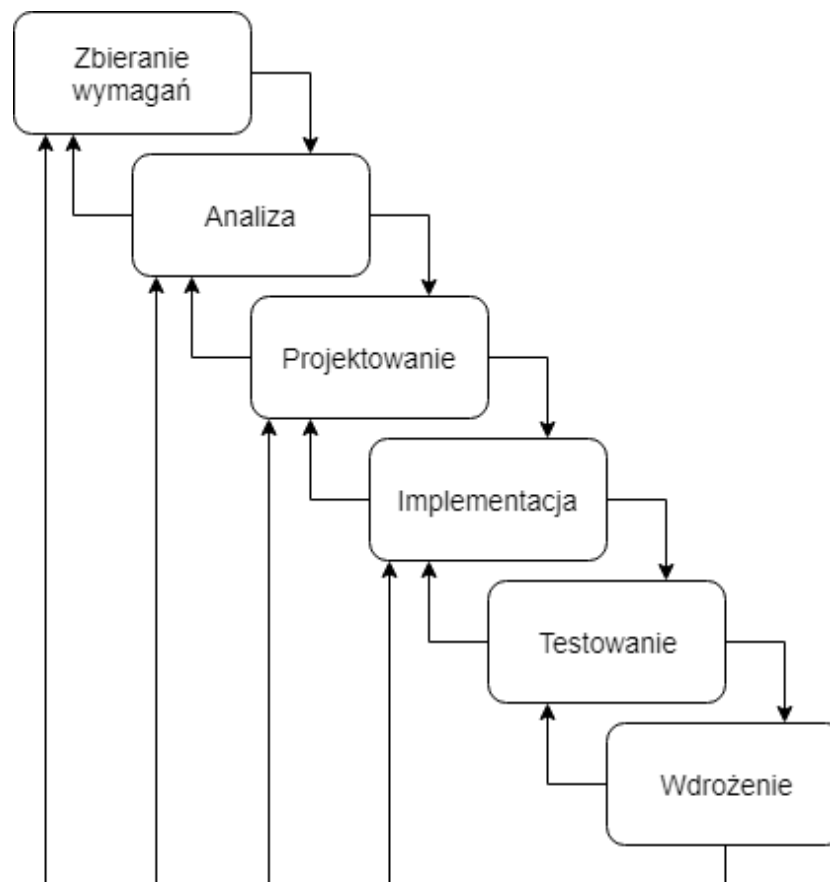 Zbieranie
wymagań
Analiza
Projektowanie
Implementacja
Testowanie
Wdrożenie